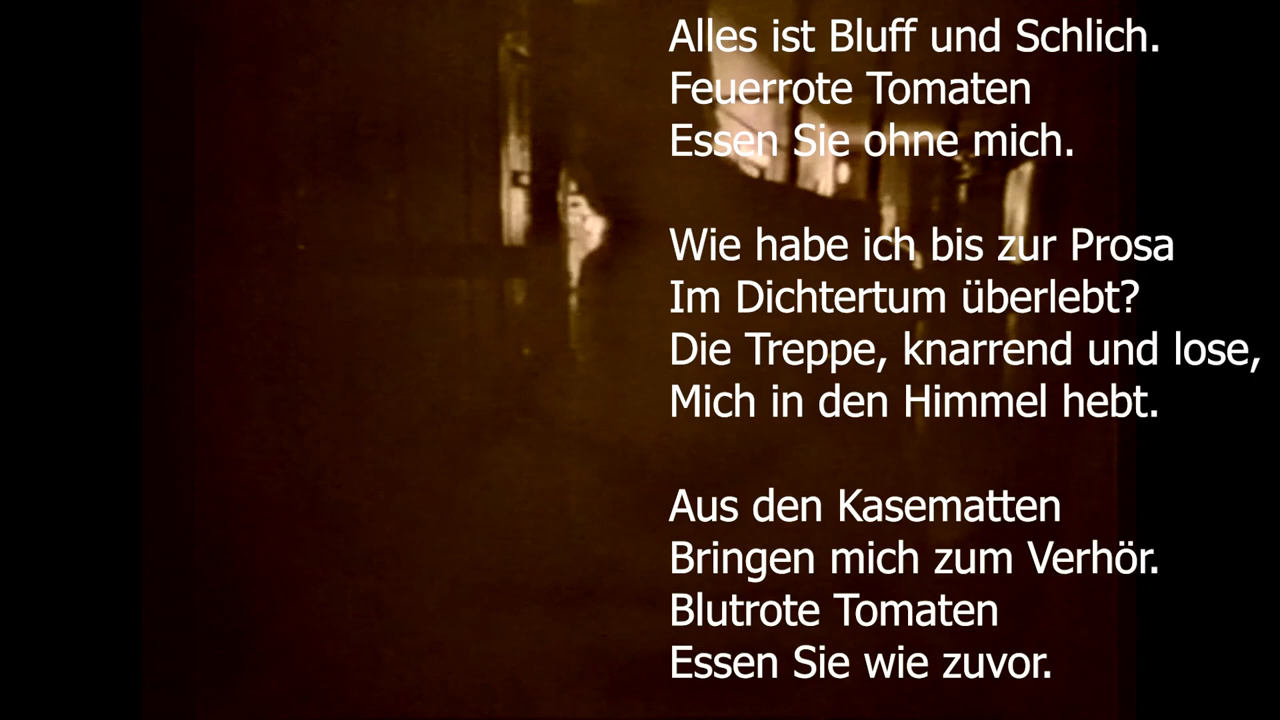 Alles ist Bluff und Schlich.
Feuerrote Tomaten
Essen Sie ohne mich.
Wie habe ich bis zur Prosa
Im Dichtertum überlebt?
Die Treppe, knarrend und lose,
Mich in den Himmel hebt.
Aus den Kasematten
Bringen mich zum Verhör.
Blutrote Tomaten
Essen Sie wie zuvor.